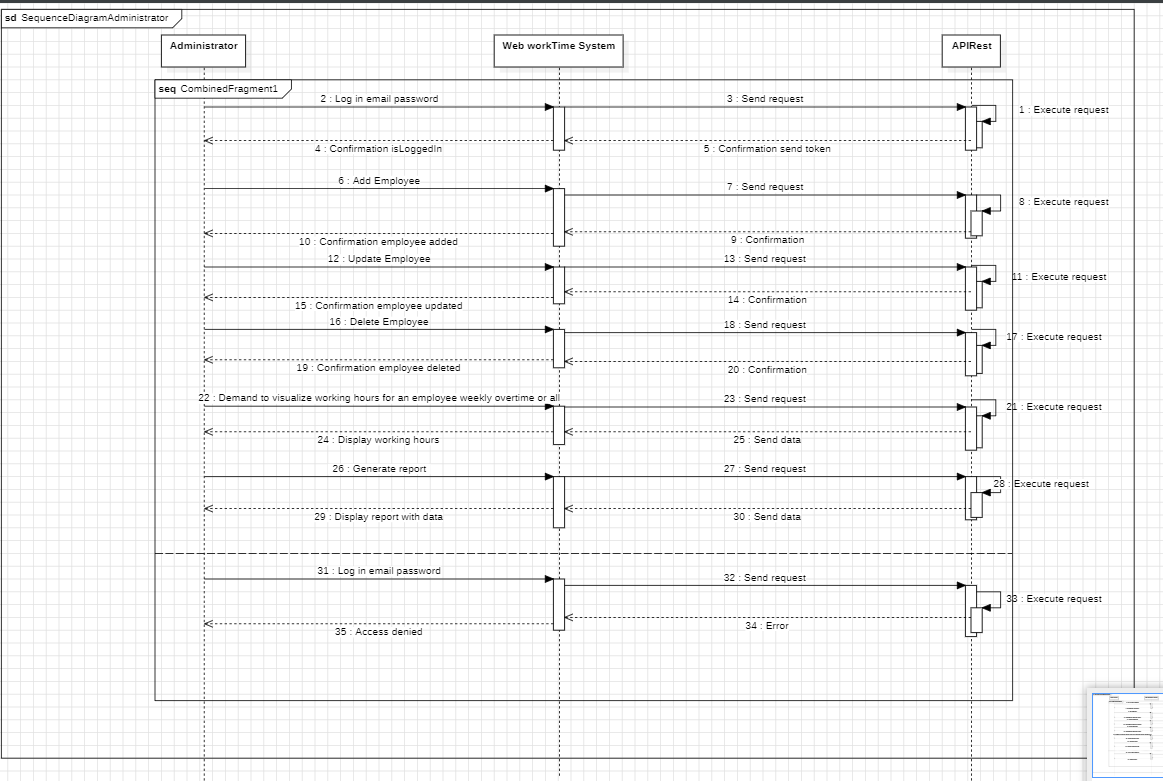 sd SequenceDiagramAdministrator
Administrator
Web workTime System
APIRest
seq CombinedFragment1
2 : Log in email password
3 : Send request
1 : Execute request
4 : Confirmation isLoggedIn
5 : Confirmation send token
6 : Add Employee
7 : Send request
8 : Execute request
10 : Confirmation employee added
9 : Confirmation
12 : Update Employee
13 : Send request
11 : Execute request
15 : Confirmation employee updated
14 : Confirmation
16 : Delete Employee
18 : Send request
17 : Execute request
19 : Confirmation employee deleted
20 : Confirmation
22 : Demand to visualize working hours for an employee weekly overtime or all
23 : Send request
21 : Execute request
24 : Display working hours
25 : Send data
26 : Generate report
27 : Send request
28 : Execute request
29 : Display report with data
30 : Send data
31 : Log in email password
32 : Send request
33 : Execute request
35 : Access denied
34 : Error